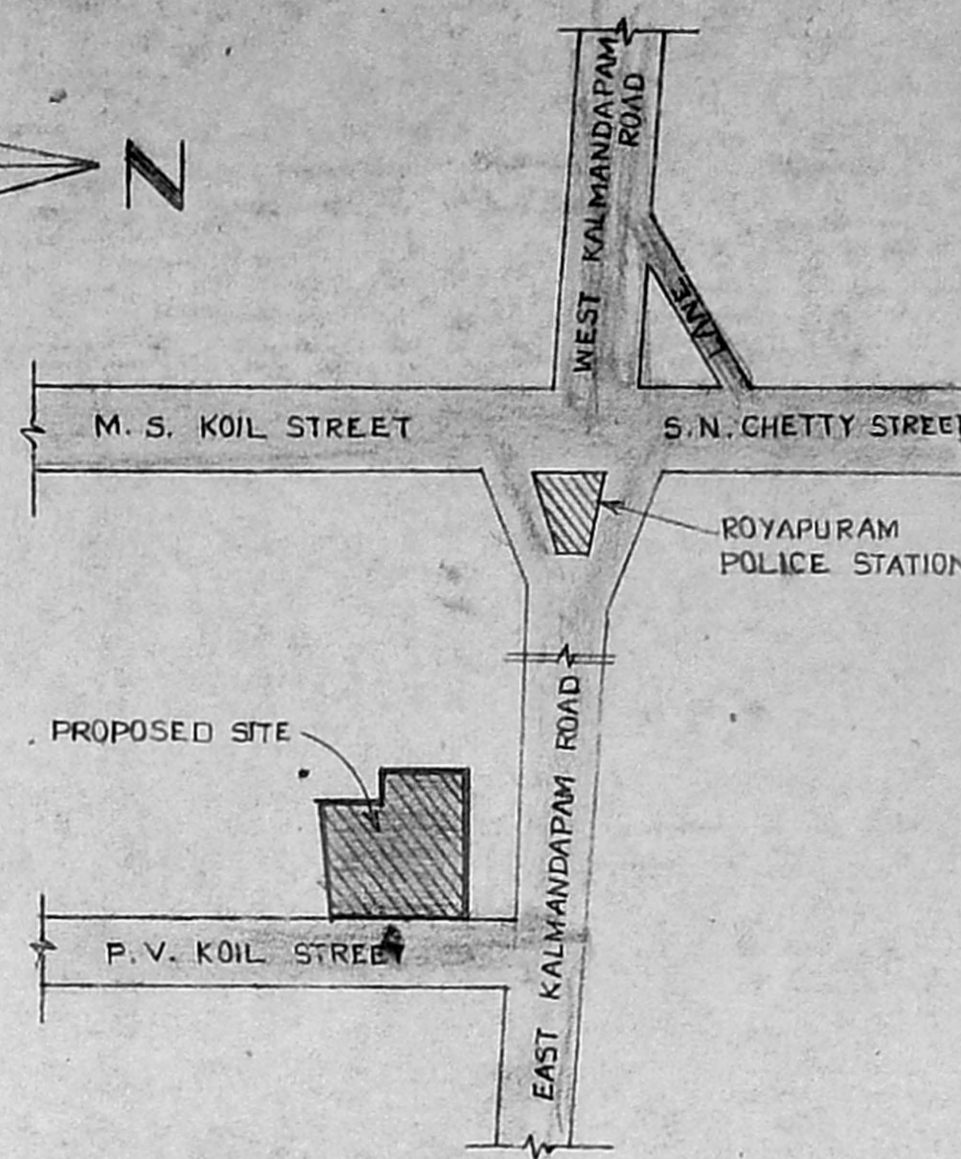 N
WEST KALMANDAPAM
ROAD
LANE
M. S. KOIL STREET
S. N. CHETTY STREET
ROYAPURAM
POLICE STATION
PROPOSED SITE
P. V. KOIL STREET
EAST KALMANDAPAM ROAD